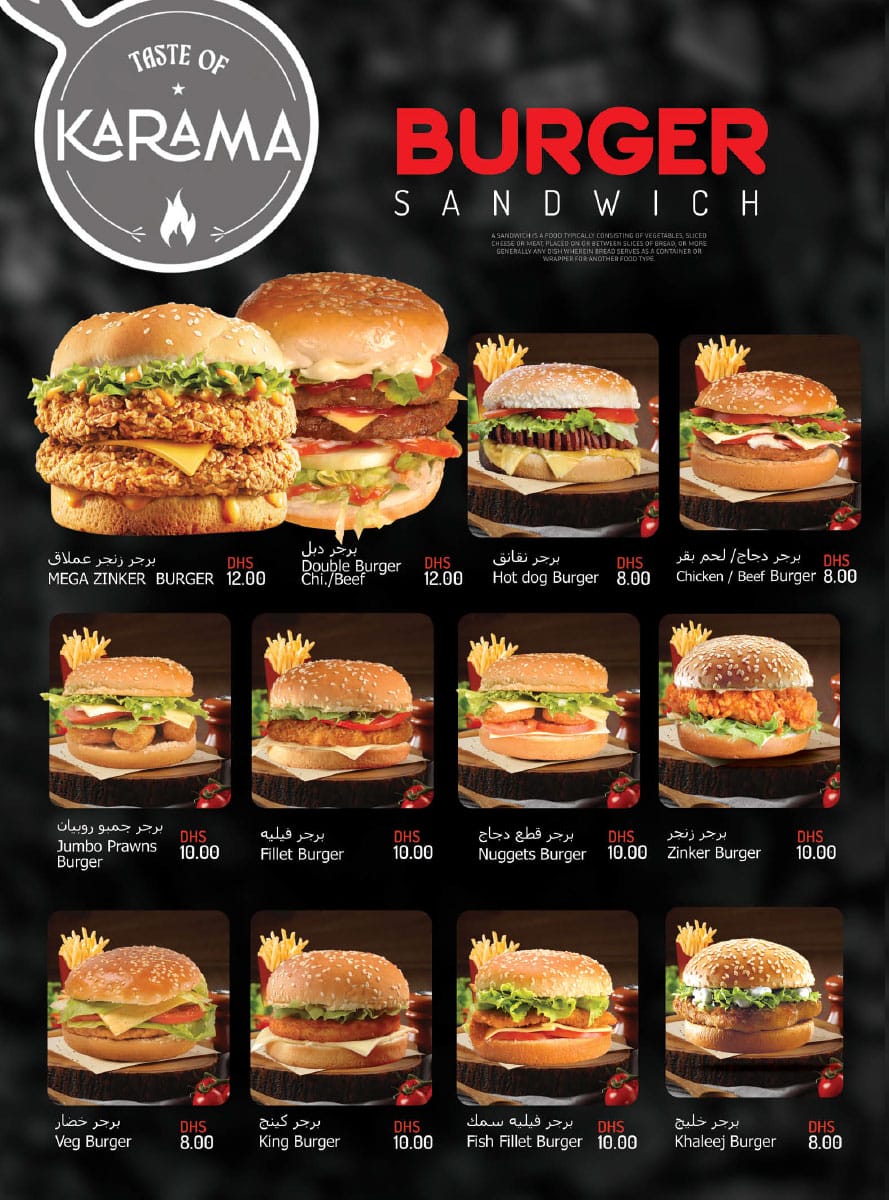 TASTE OF
KARAMA
BURGER
SANDWICH
A SANDWICH IS A FOOD TYPICALLY CONSISTING OF VEGETABLES, SLICED
CHEESE OR MEAT, PLACED ON OR BETWEEN SLICES OF BREAD, OR MORE
GENERALLY ANY DISH WHEREIN BREAD SERVES AS A CONTAINER OR
WRAPPER FOR ANOTHER FOOD TYPE.
برجر زنجر عملاق
MEGA ZINKER BURGER
DHS
12.00
برجر دبل
Double Burger
Chi./Beef
DHS
12.00
برجر نقانق
Hot dog Burger
DHS
8.00
برجر دجاج/ لحم بقر
Chicken / Beef Burger
DHS
8.00
برجر جمبو روبيان
Jumbo Prawns
Burger
DHS
10.00
برجر فيليه
Fillet Burger
DHS
10.00
برجر قطع دجاج
Nuggets Burger
DHS
10.00
برجر زنجر
Zinker Burger
DHS
10.00
برجر خضار
Veg Burger
DHS
8.00
برجر كينج
King Burger
DHS
10.00
برجر فيليه سمك
Fish Fillet Burger
DHS
10.00
برجر خليج
Khaleej Burger
DHS
8.00